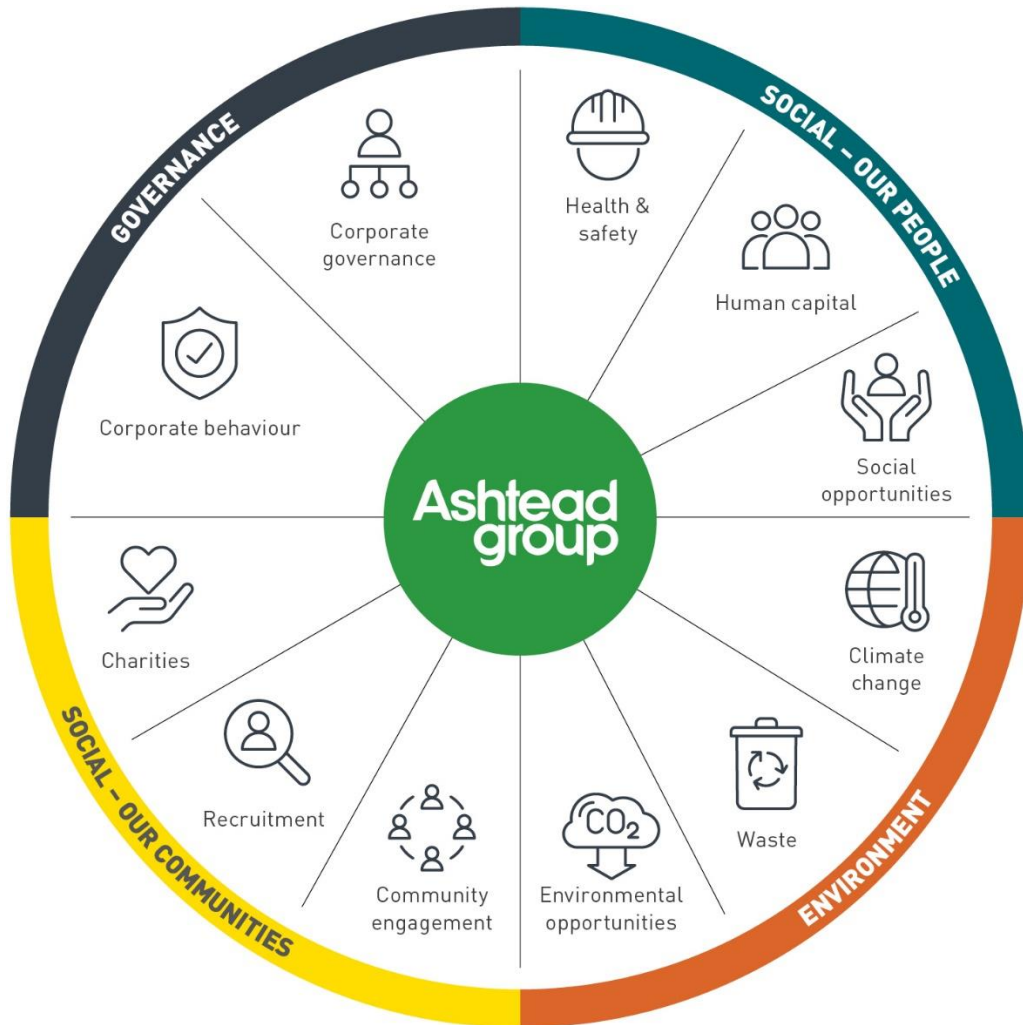 GOVERNANCE
Corporate
governance
Corporate behaviour
SOCIAL – OUR PEOPLE
Health &
safety
Human capital
Social
opportunities
Ashtead
group
SOCIAL – OUR COMMUNITIES
Charities
Recruitment
Community
engagement
ENVIRONMENT
Climate
change
Waste
CO₂
Environmental
opportunities